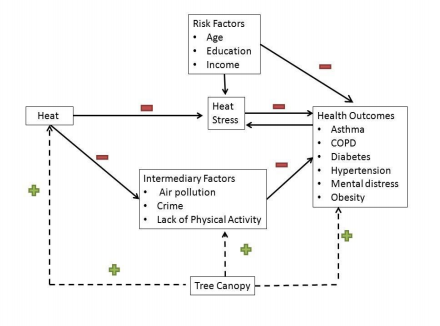 Risk Factors
• Age
• Education
• Income
Heat
Heat
Stress
Health Outcomes
• Asthma
• COPD
• Diabetes
• Hypertension
• Mental distress
• Obesity
Intermediary Factors
• Air pollution
• Crime
• Lack of Physical Activity
Tree Canopy